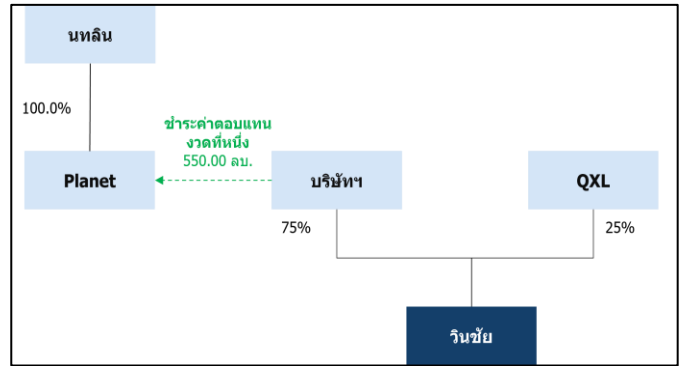 นทลิน
100.0%
ชำระค่าตอบแทน
งวดที่หนึ่ง
550.00 ลบ.
Planet
บริษัทฯ
QXL
75%
25%
วินชัย